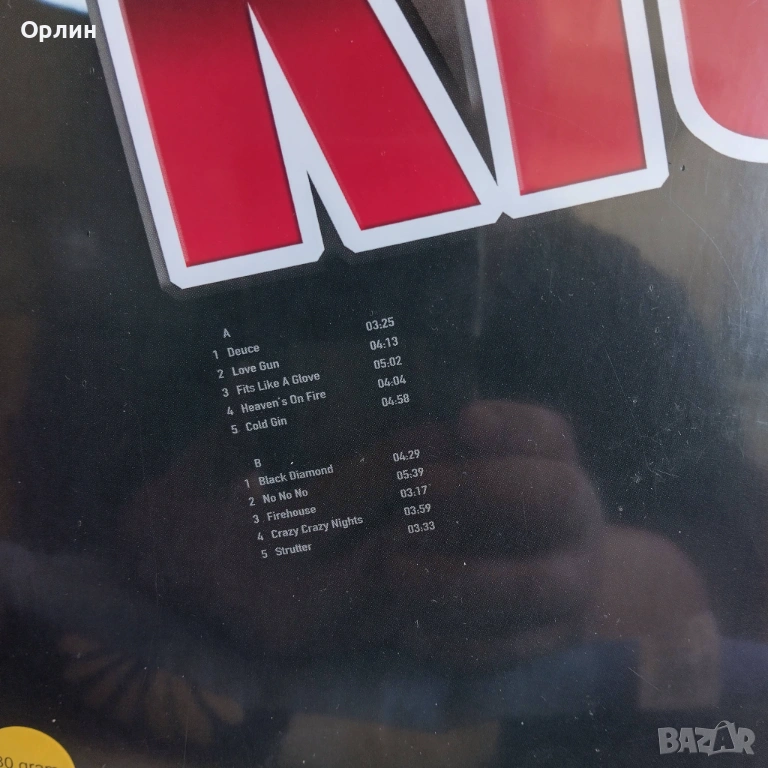 Орлин
KI
A
1 Deuce 03:25
2 Love Gun 04:13
3 Fits Like A Glove 05:02
4 Heaven's On Fire 04:04
5 Cold Gin 04:58
B
1 Black Diamond 04:29
2 No No No 05:39
3 Firehouse 03:17
4 Crazy Crazy Nights 03:59
5 Strutter 03:33
BAZAR